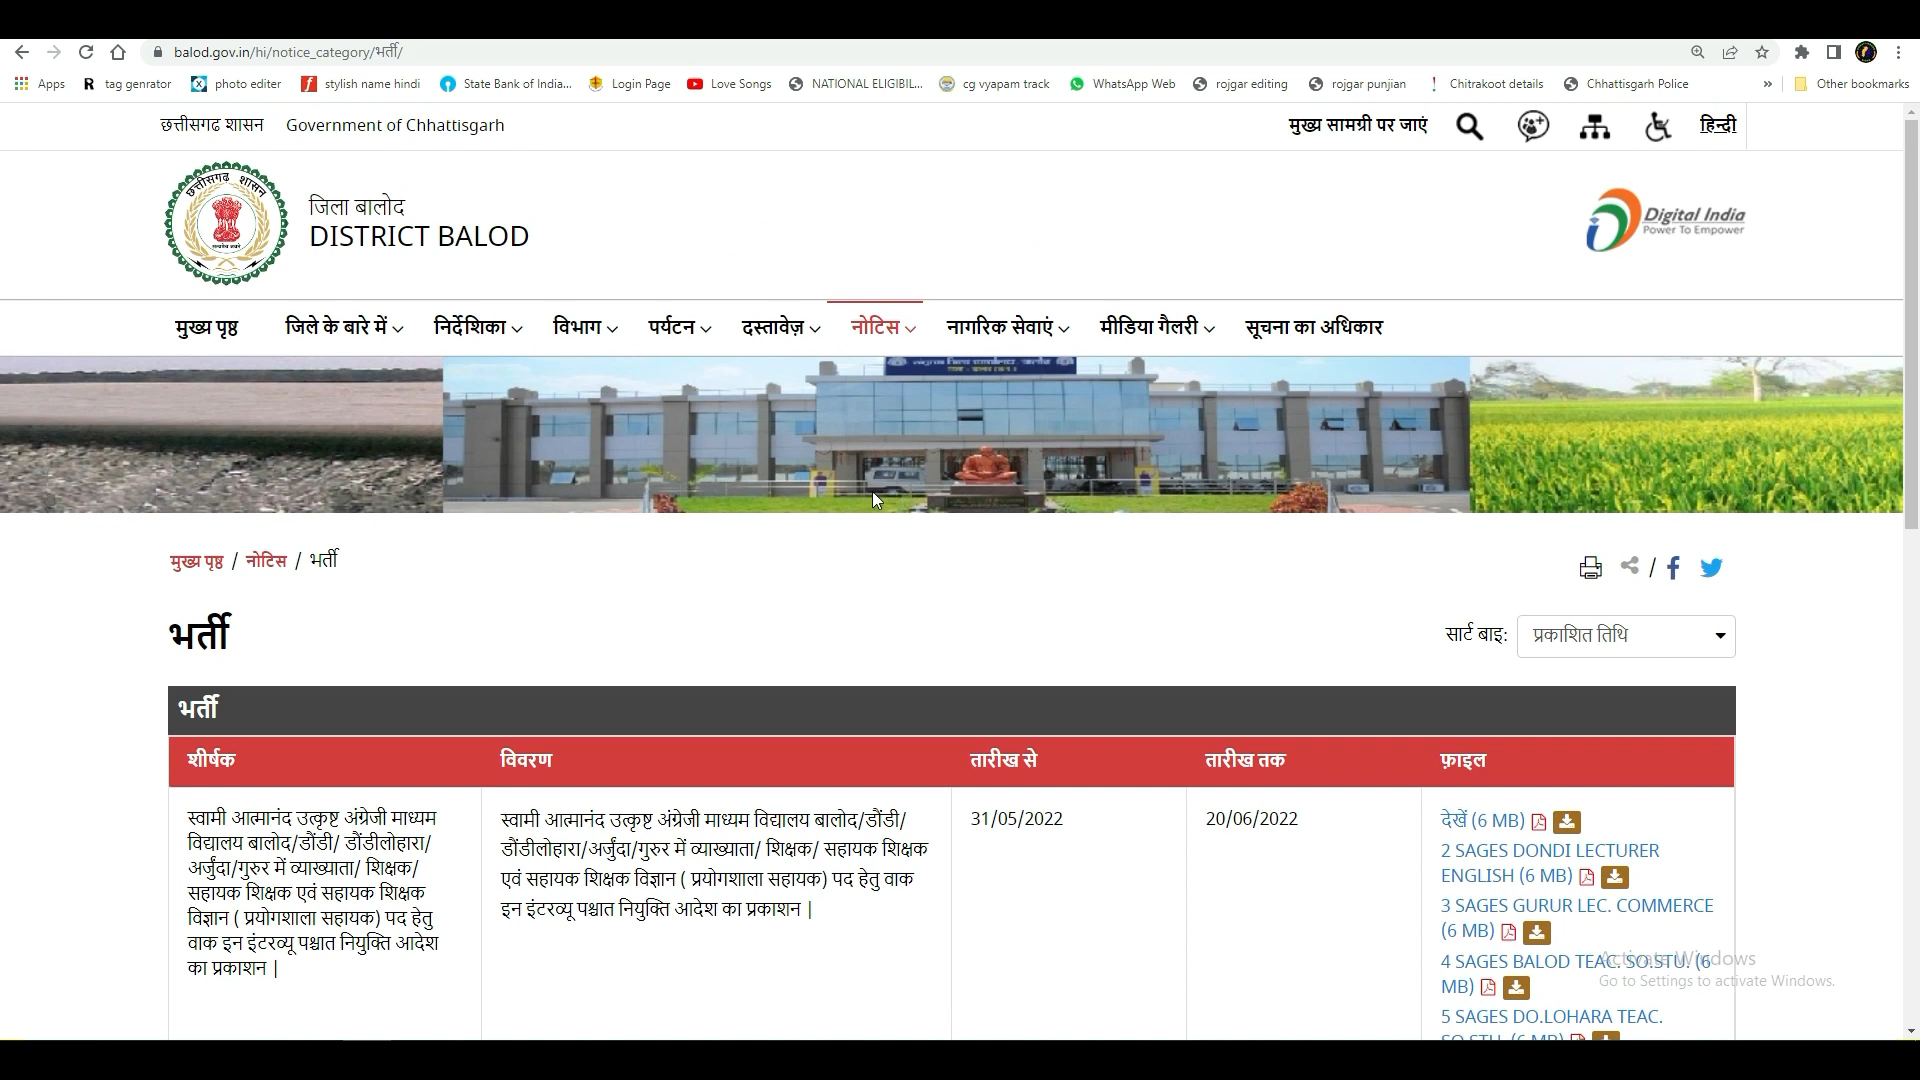 balod.gov.in/hi/notice_category/भर्ती/
Apps tag genrator photo editer stylish name hindi State Bank of India... Login Page Love Songs NATIONAL ELIGIBIL... cg vyapam track WhatsApp Web rojgar editing rojgar punjian Chitrakoot details Chhattisgarh Police » Other bookmarks
छत्तीसगढ शासन Government of Chhattisgarh मुख्य सामग्री पर जाएं हिन्दी
छत्तीसगढ़ शासन
जिला बालोद
DISTRICT BALOD
Digital India
Power To Empower
मुख्य पृष्ठ जिले के बारे में निर्देशिका विभाग पर्यटन दस्तावेज़ नोटिस नागरिक सेवाएं मीडिया गैलरी सूचना का अधिकार
मुख्य पृष्ठ / नोटिस / भर्ती
भर्ती
सार्ट बाइ: प्रकाशित तिथि
भर्ती
शीर्षक विवरण तारीख से तारीख तक फ़ाइल
स्वामी आत्मानंद उत्कृष्ट अंग्रेजी माध्यम
विद्यालय बालोद/डौंडी/ डौंडीलोहारा/
अर्जुंदा/गुरुर में व्याख्याता/ शिक्षक/
सहायक शिक्षक एवं सहायक शिक्षक
विज्ञान ( प्रयोगशाला सहायक) पद हेतु
वाक इन इंटरव्यू पश्चात नियुक्ति आदेश
का प्रकाशन |
स्वामी आत्मानंद उत्कृष्ट अंग्रेजी माध्यम विद्यालय बालोद/डौंडी/
डौंडीलोहारा/अर्जुंदा/गुरुर में व्याख्याता/ शिक्षक/ सहायक शिक्षक
एवं सहायक शिक्षक विज्ञान ( प्रयोगशाला सहायक) पद हेतु वाक
इन इंटरव्यू पश्चात नियुक्ति आदेश का प्रकाशन |
31/05/2022
20/06/2022
देखें (6 MB)
2 SAGES DONDI LECTURER
ENGLISH (6 MB)
3 SAGES GURUR LEC. COMMERCE
(6 MB)
4 SAGES BALOD TEAC. SO.STU. (6
MB)
5 SAGES DO.LOHARA TEAC.
SO.STU. (6 MB)
Activate Windows
Go to Settings to activate Windows.